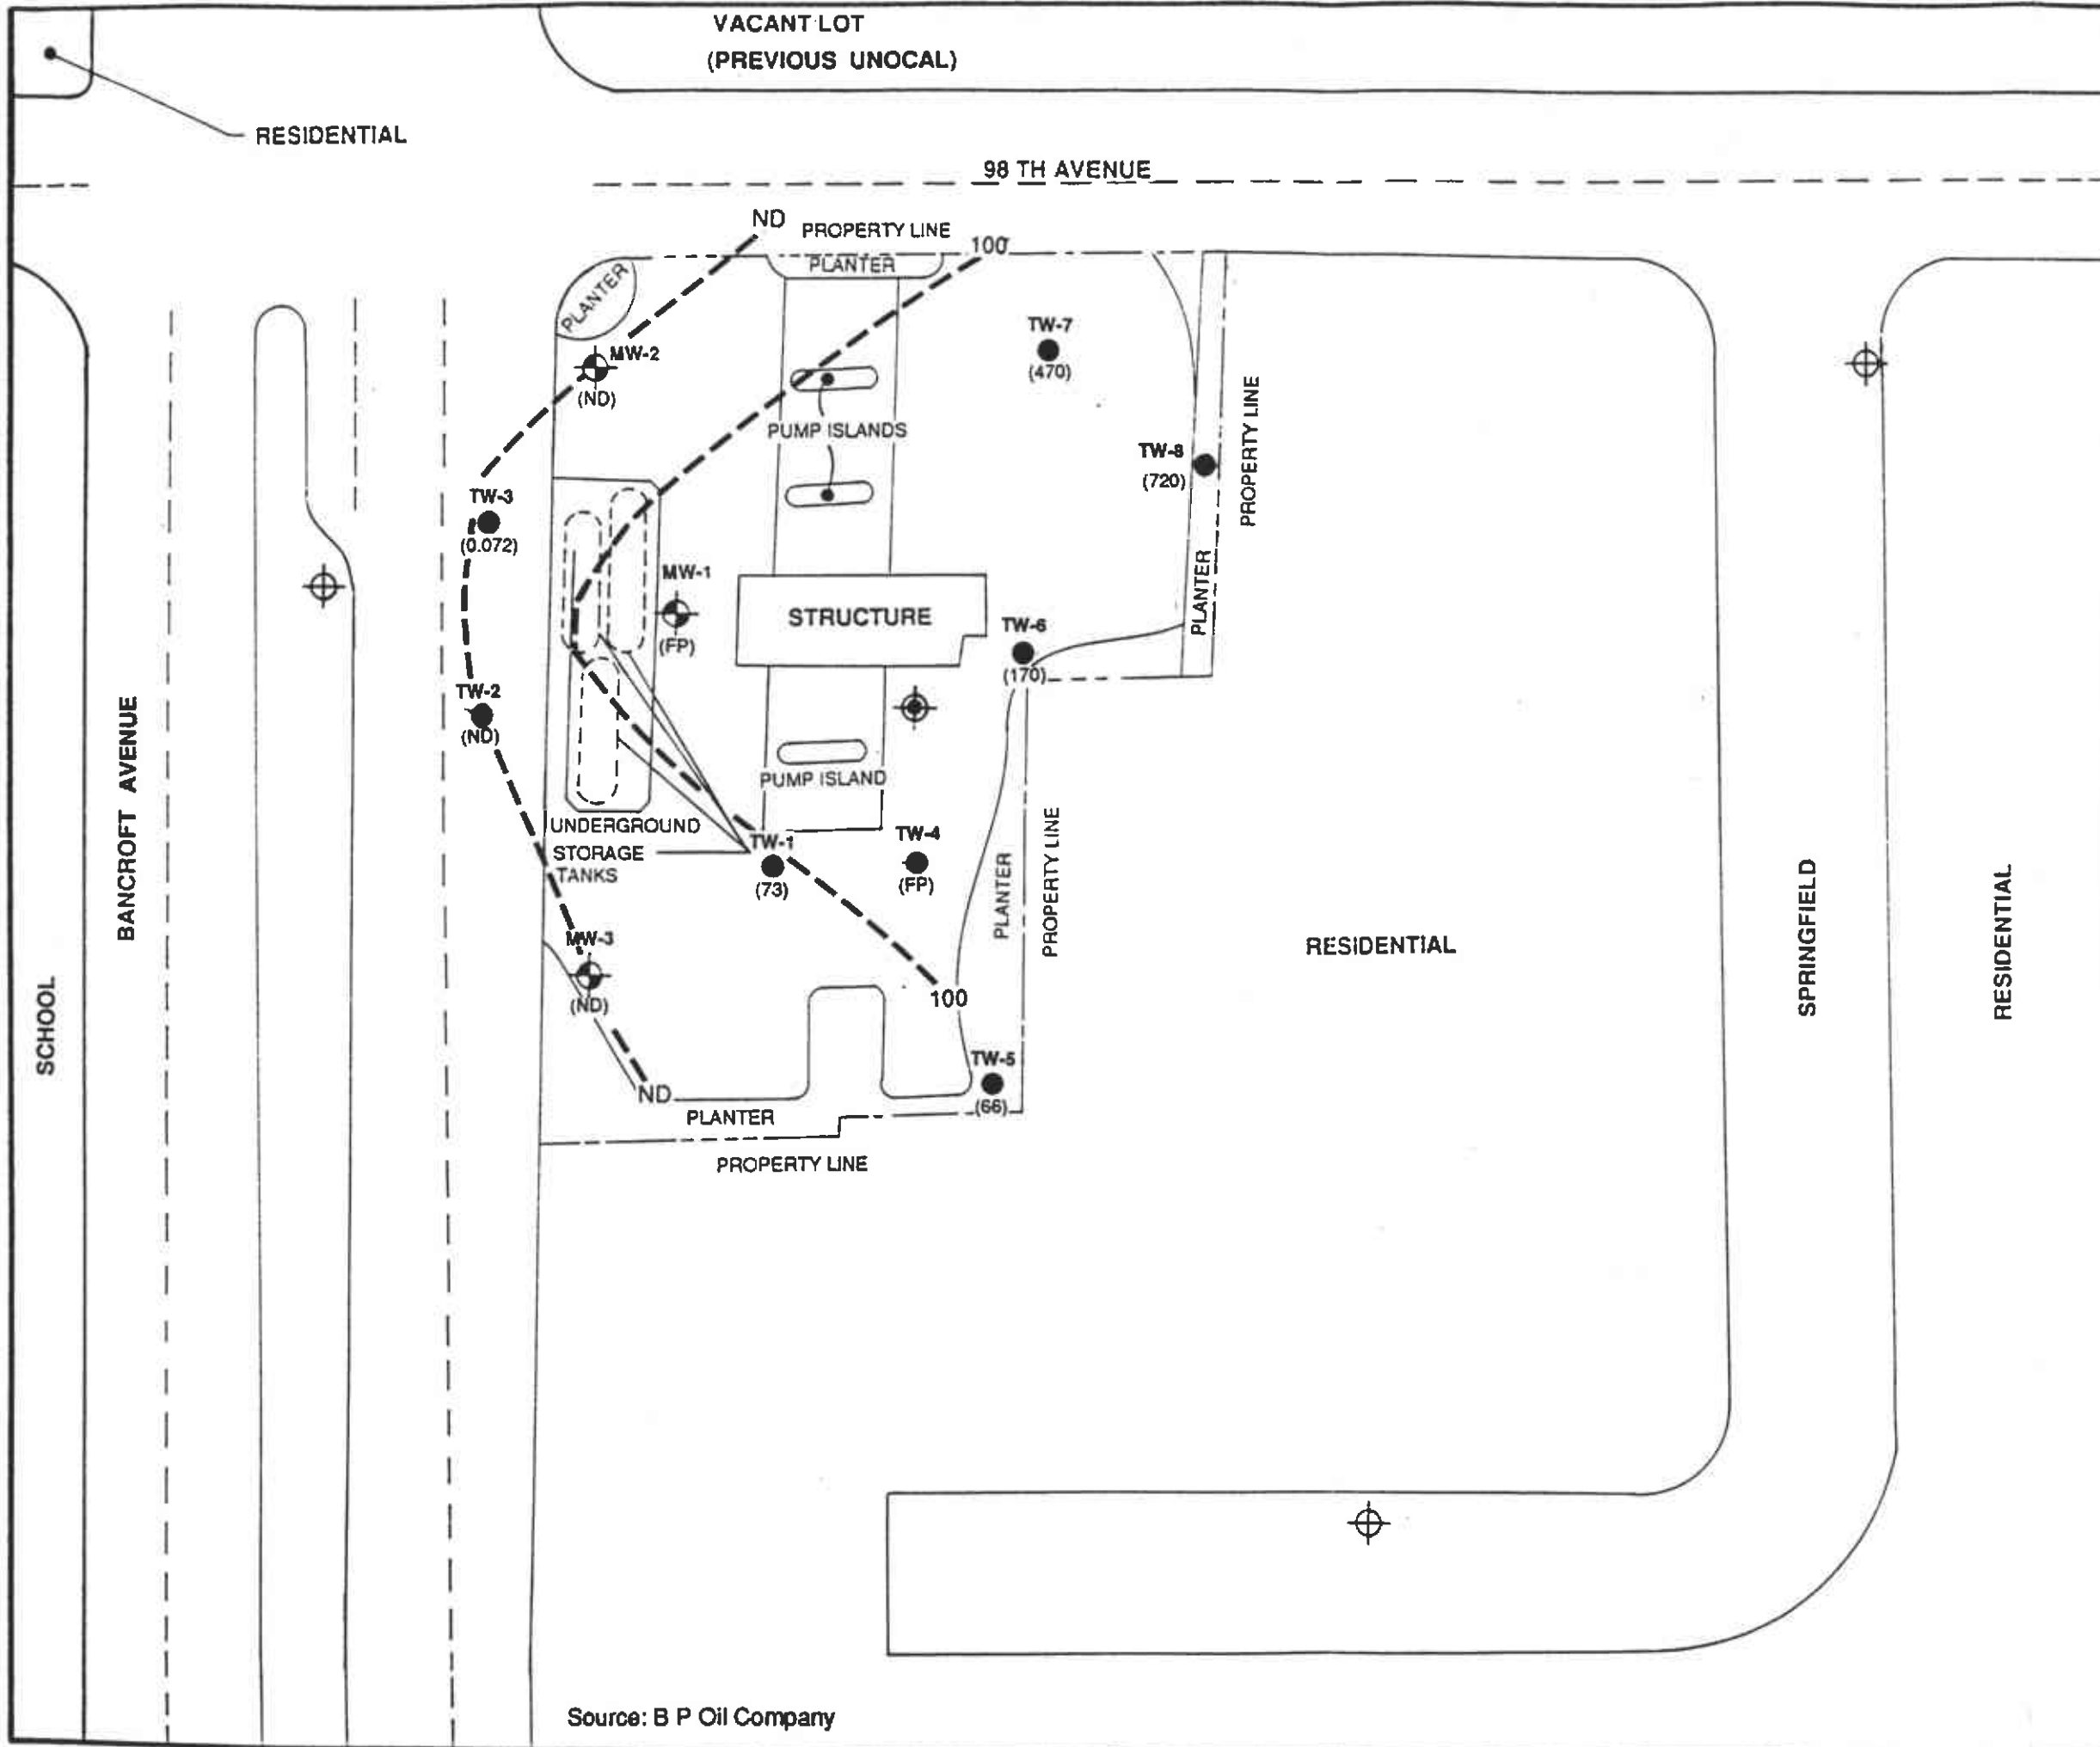 VACANT LOT
(PREVIOUS UNOCAL)
RESIDENTIAL
98 TH AVENUE
ND
PROPERTY LINE
100
PLANTER
PLANTER
TW-7
(470)
MW-2
(ND)
PUMP ISLANDS
TW-8
(720)
PROPERTY LINE
TW-3
(0.072)
MW-1
(FP)
STRUCTURE
PLANTER
TW-6
(170)
TW-2
(ND)
PUMP ISLAND
BANCROFT AVENUE
UNDERGROUND
STORAGE
TANKS
TW-1
(73)
TW-4
(FP)
PLANTER
PROPERTY LINE
MW-3
(ND)
100
RESIDENTIAL
SPRINGFIELD
RESIDENTIAL
SCHOOL
ND
PLANTER
TW-5
(66)
PROPERTY LINE
Source: B P Oil Company